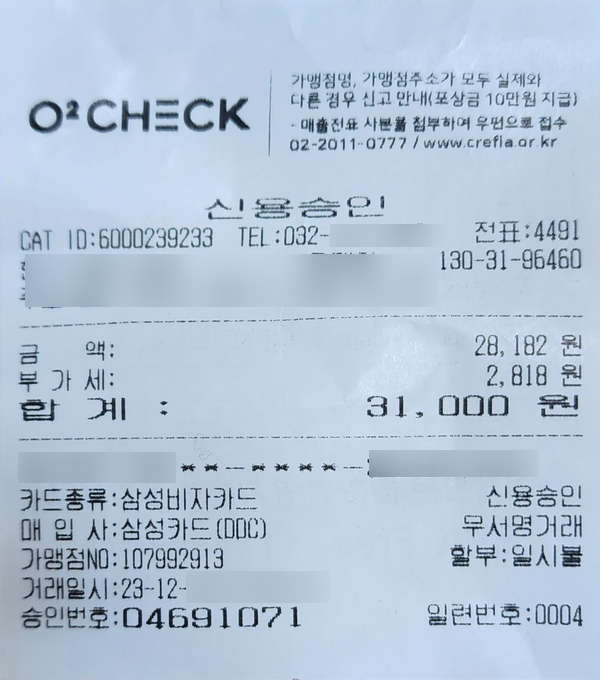 O² CHECK
가맹점명, 가맹점주소가 모두 실제와
다른 경우 신고 안내(포상금 10만원 지급)
- 매출전표 사본을 첨부하여 우편으로 접수
02-2011-0777 / www.crefia.or.kr
신용승인
CAT ID:6000239233 TEL:032- 전표:4491
130-31-96460
금 액: 28,182 원
부 가 세: 2,818 원
합 계 : 31,000 원
**-****-
카드종류:삼성비자카드 신용승인
매 입 사:삼성카드(DDC) 무서명거래
가맹점NO:107992913 할부:일시불
거래일시:23-12-
승인번호:04691071 일련번호:0004